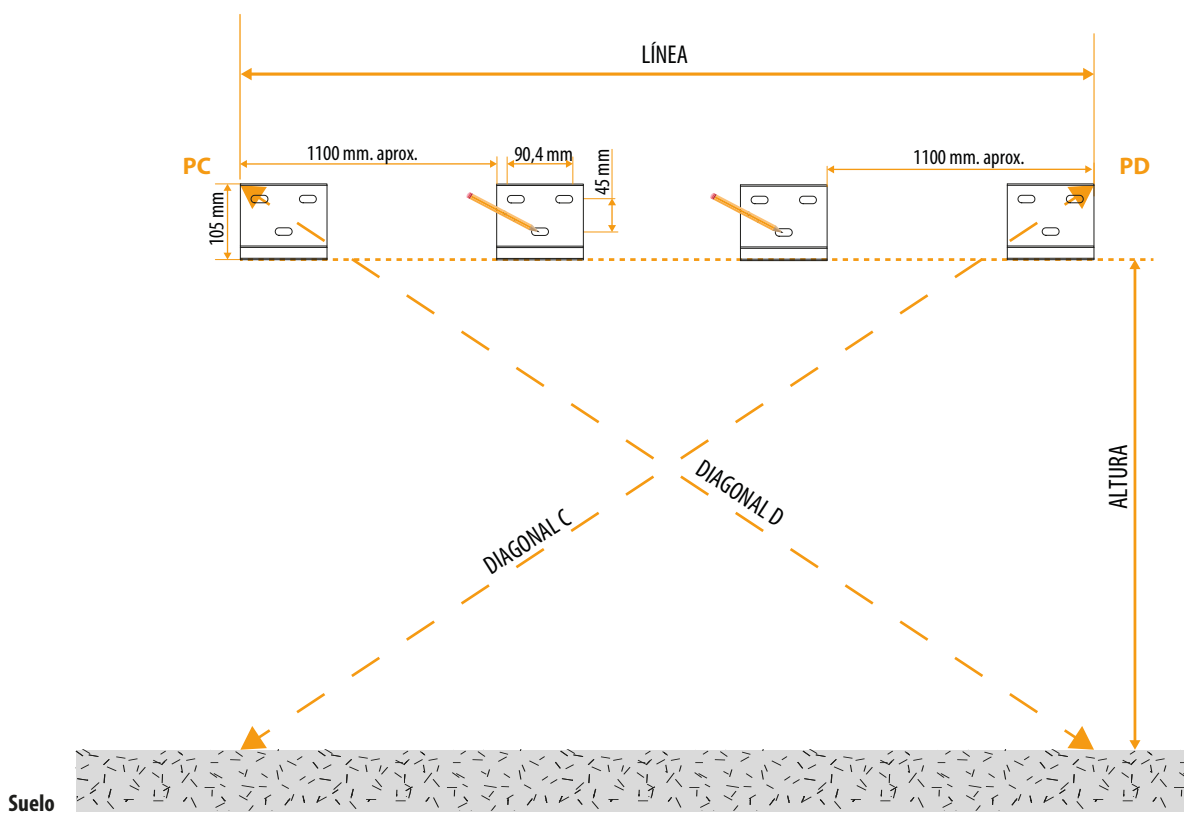 LÍNEA
PC
1100 mm. aprox.
90,4 mm
45 mm
1100 mm. aprox.
PD
105 mm
ALTURA
DIAGONAL C
DIAGONAL D
Suelo